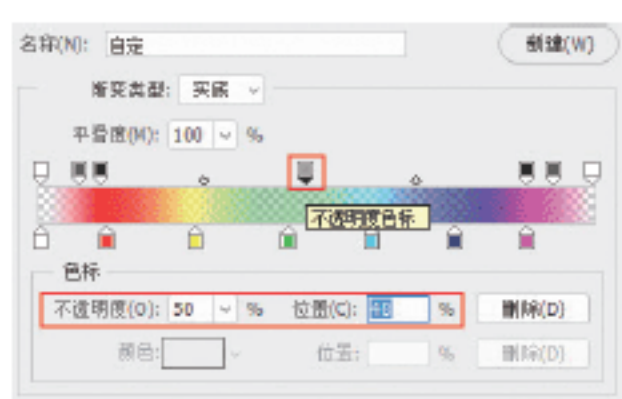 名称(N): 自定 新建(W)
渐变类型: 实底
平滑度(M): 100 %
不透明度色标
色标
不透明度(O): 50 % 位置(C): % 删除(D)
颜色: 位置: % 删除(D)